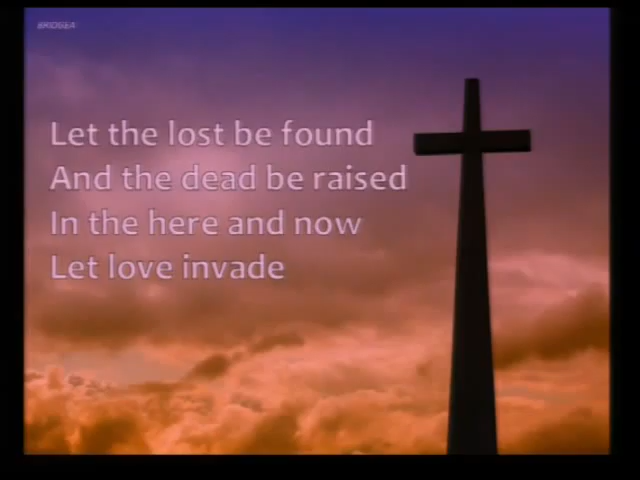 Let the lost be found
And the dead be raised
In the here and now
Let love invade